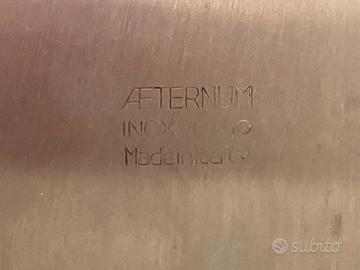 ÆTERNUM
INOX
Made in Italy
subito